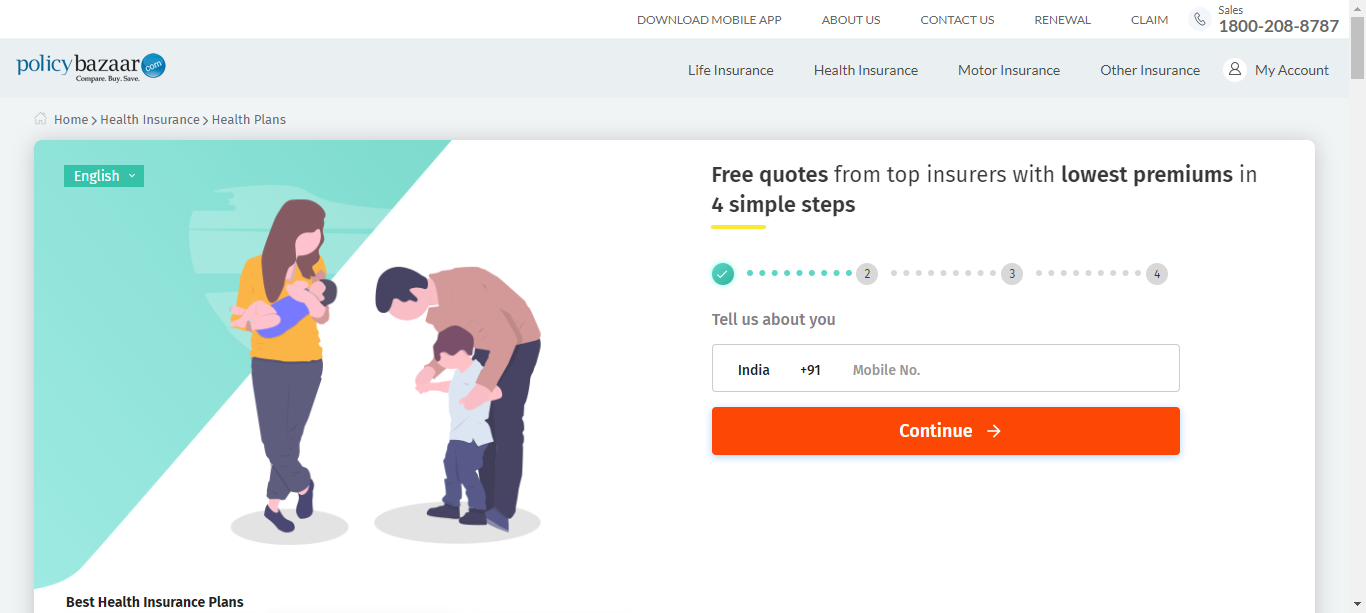 DOWNLOAD MOBILE APP ABOUT US CONTACT US RENEWAL CLAIM Sales 1800-208-8787
policybazaar.com
Compare. Buy. Save.
Life Insurance Health Insurance Motor Insurance Other Insurance My Account
Home > Health Insurance > Health Plans
English
Free quotes from top insurers with lowest premiums in
4 simple steps
2 3 4
Tell us about you
India +91 Mobile No.
Continue →
Best Health Insurance Plans